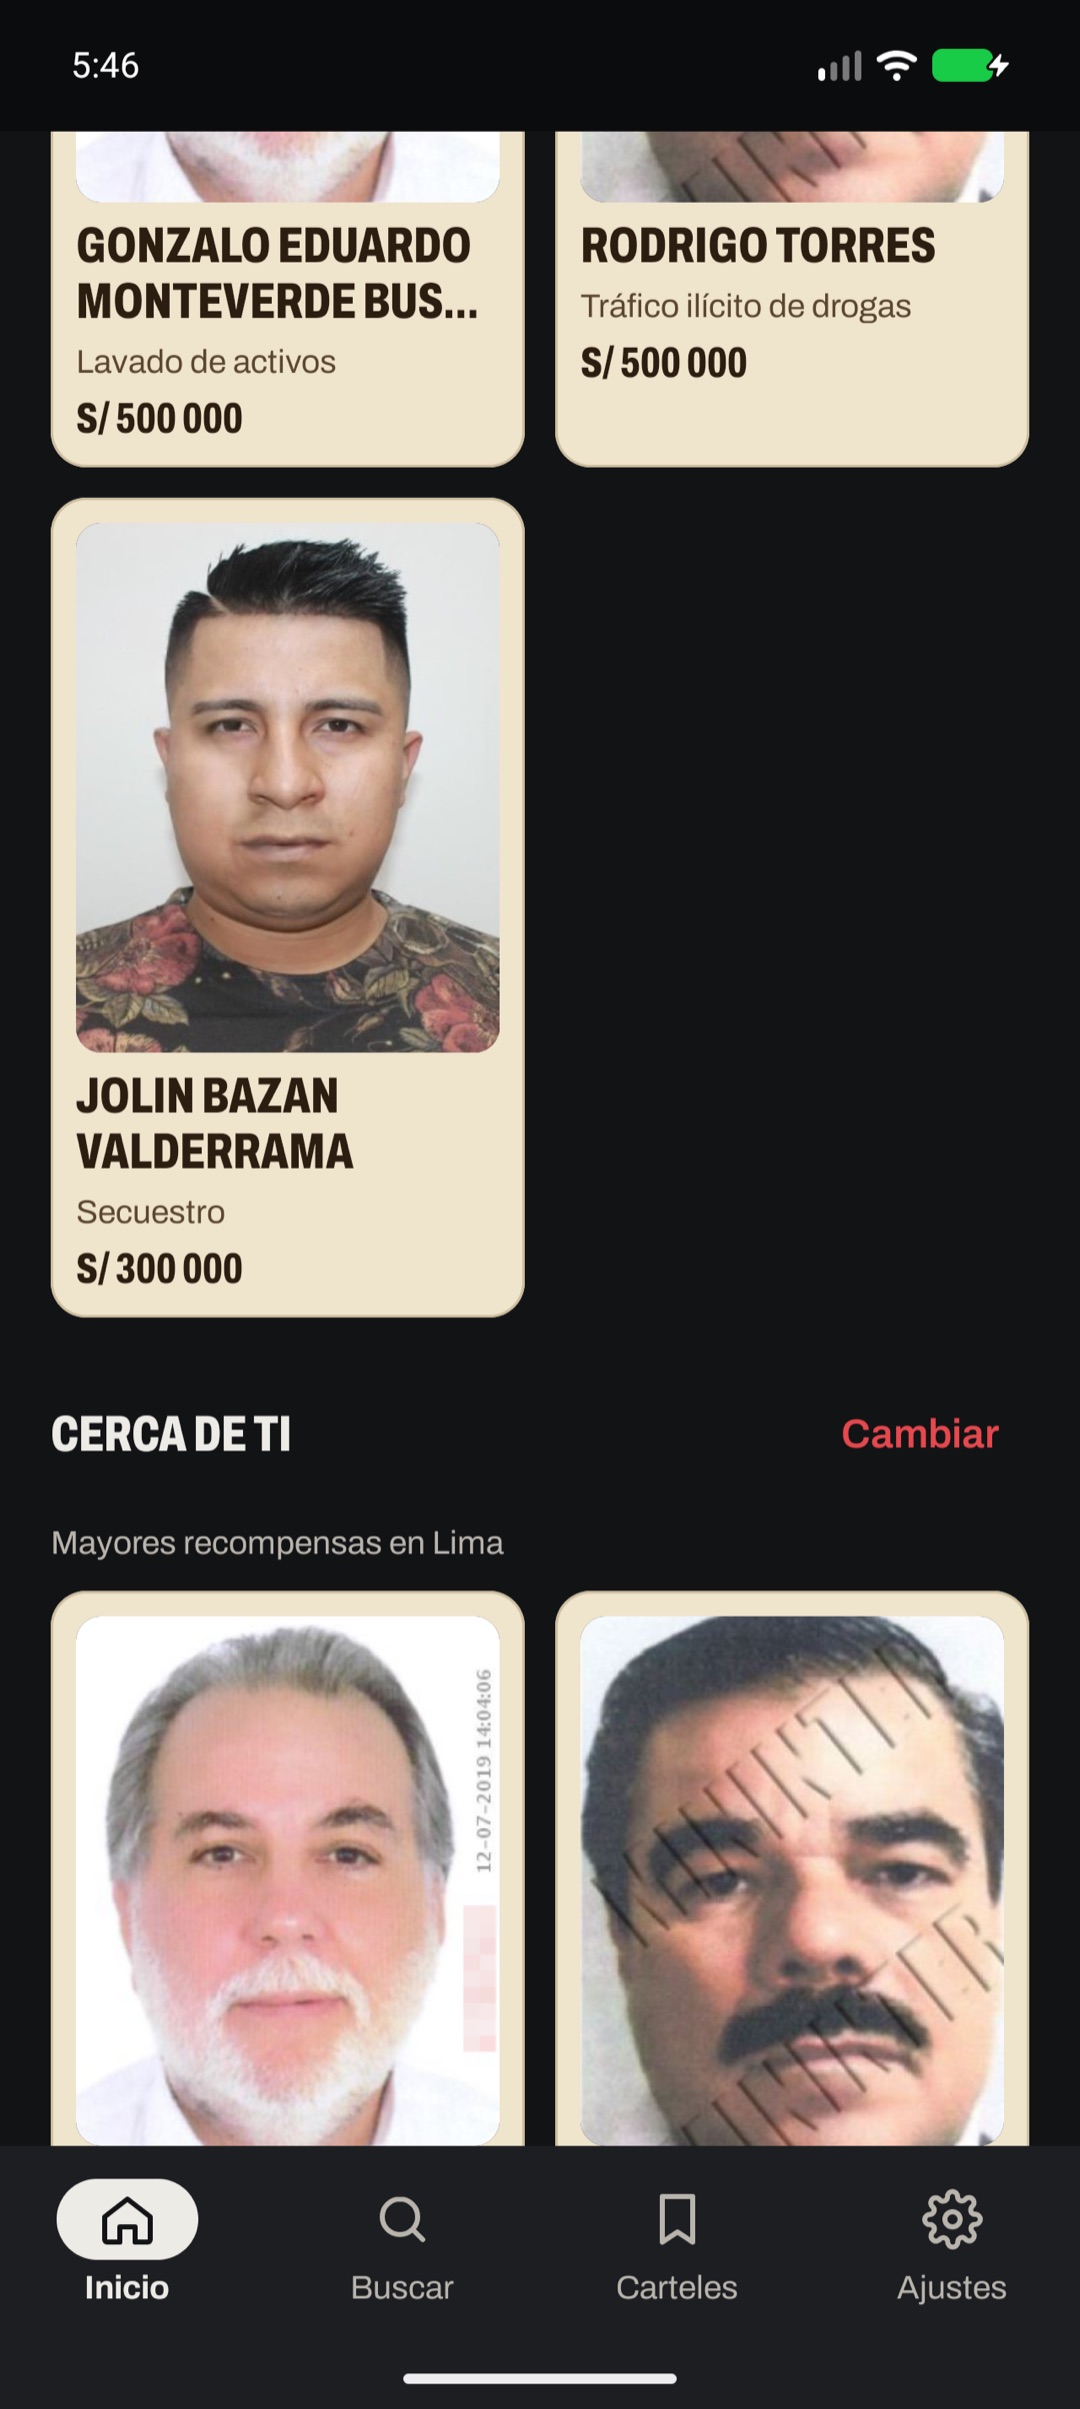 5:46
GONZALO EDUARDO
MONTEVERDE BUS...
Lavado de activos
S/ 500 000
RODRIGO TORRES
Tráfico ilícito de drogas
S/ 500 000
JOLIN BAZAN
VALDERRAMA
Secuestro
S/ 300 000
CERCA DE TI
Cambiar
Mayores recompensas en Lima
12-07-2019 14:04:06
Inicio
Buscar
Carteles
Ajustes